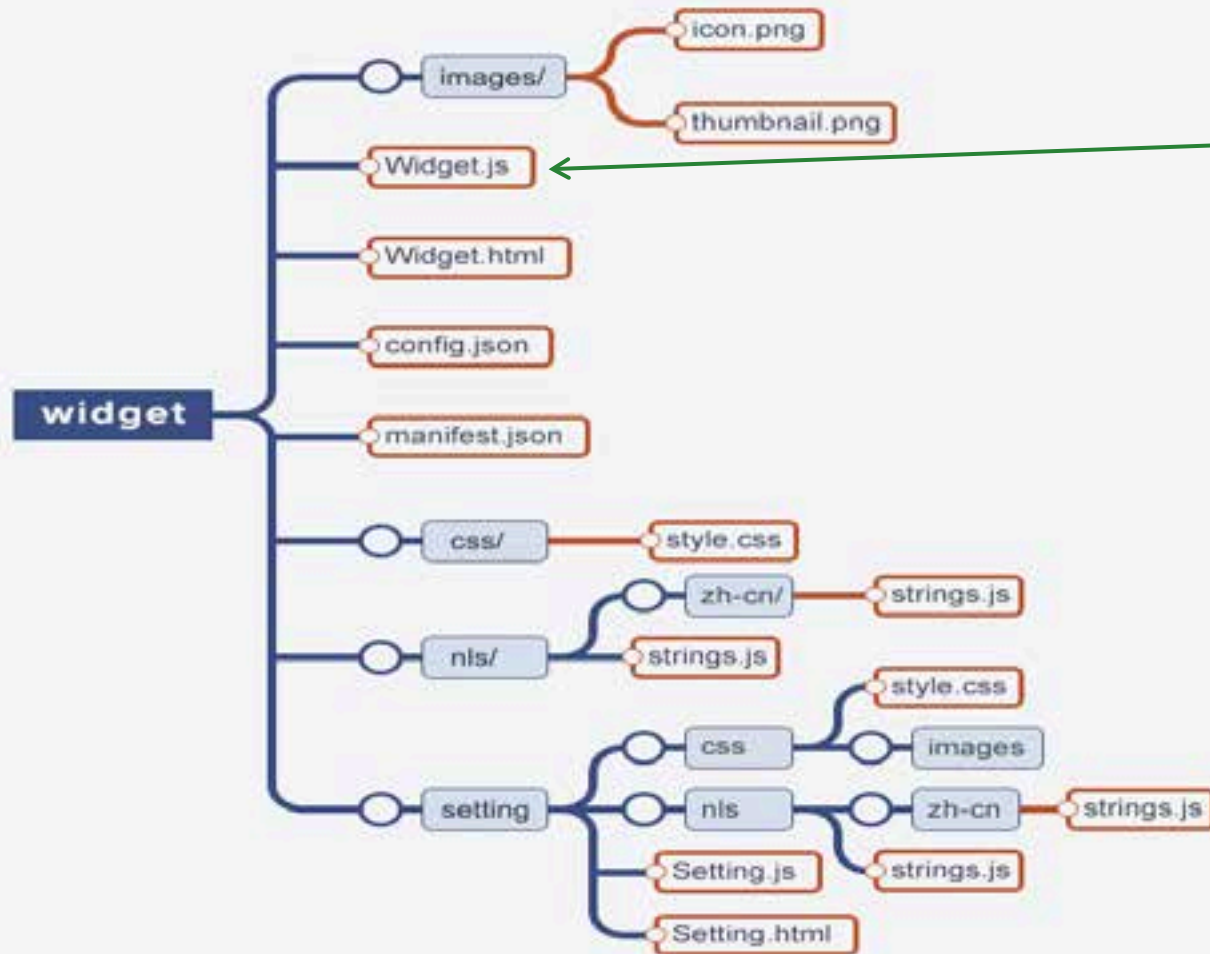 icon.png
images/
thumbnail.png
Widget.js
Widget.html
config.json
widget
manifest.json
css/
style.css
zh-cn/
strings.js
nls/
strings.js
style.css
css
images
setting
nls
zh-cn
strings.js
Setting.js
strings.js
Setting.html